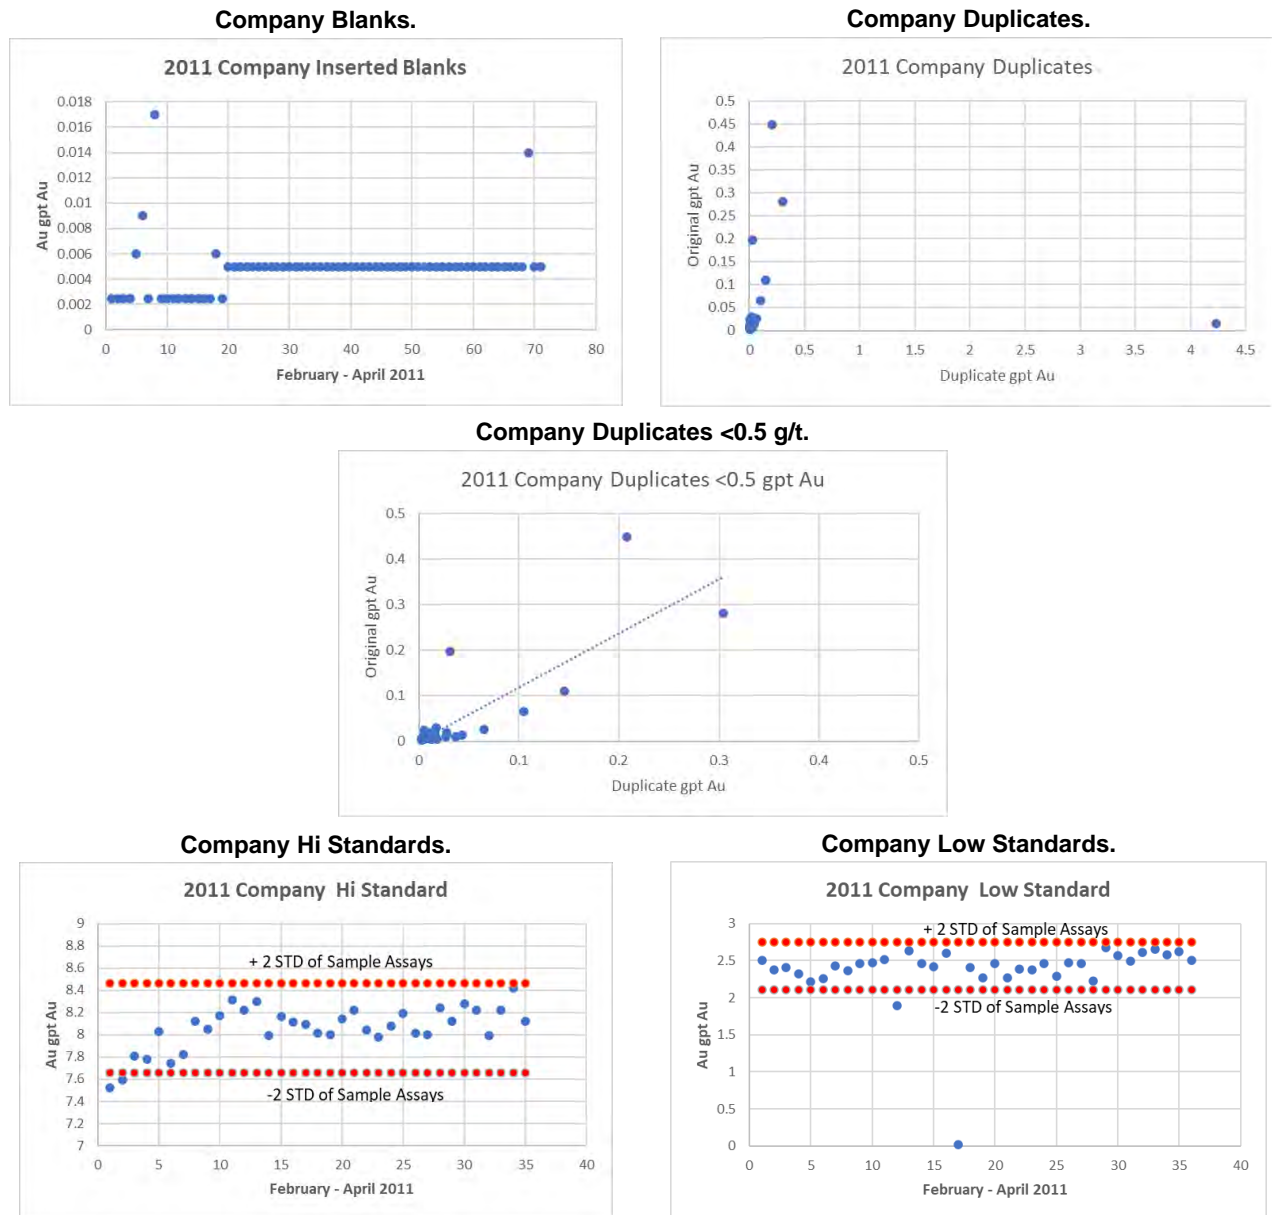 Company Blanks.
2011 Company Inserted Blanks
0.018
0.016
0.014
0.012
0.01
0.008
0.006
0.004
0.002
0
Au gpt Au
0 10 20 30 40 50 60 70 80
February - April 2011
Company Duplicates.
2011 Company Duplicates
0.5
0.45
0.4
0.35
0.3
0.25
0.2
0.15
0.1
0.05
0
Original gpt Au
0 0.5 1 1.5 2 2.5 3 3.5 4 4.5
Duplicate gpt Au
Company Duplicates <0.5 g/t.
2011 Company Duplicates <0.5 gpt Au
0.5
0.4
0.3
0.2
0.1
0
Original gpt Au
0 0.1 0.2 0.3 0.4 0.5
Duplicate gpt Au
Company Hi Standards.
2011 Company Hi Standard
9
8.8
8.6
8.4
8.2
8
7.8
7.6
7.4
7.2
7
Au gpt Au
+ 2 STD of Sample Assays
-2 STD of Sample Assays
0 5 10 15 20 25 30 35 40
February - April 2011
Company Low Standards.
2011 Company Low Standard
3
2.5
2
1.5
1
0.5
0
Au gpt Au
+ 2 STD of Sample Assays
-2 STD of Sample Assays
0 5 10 15 20 25 30 35 40
February - April 2011